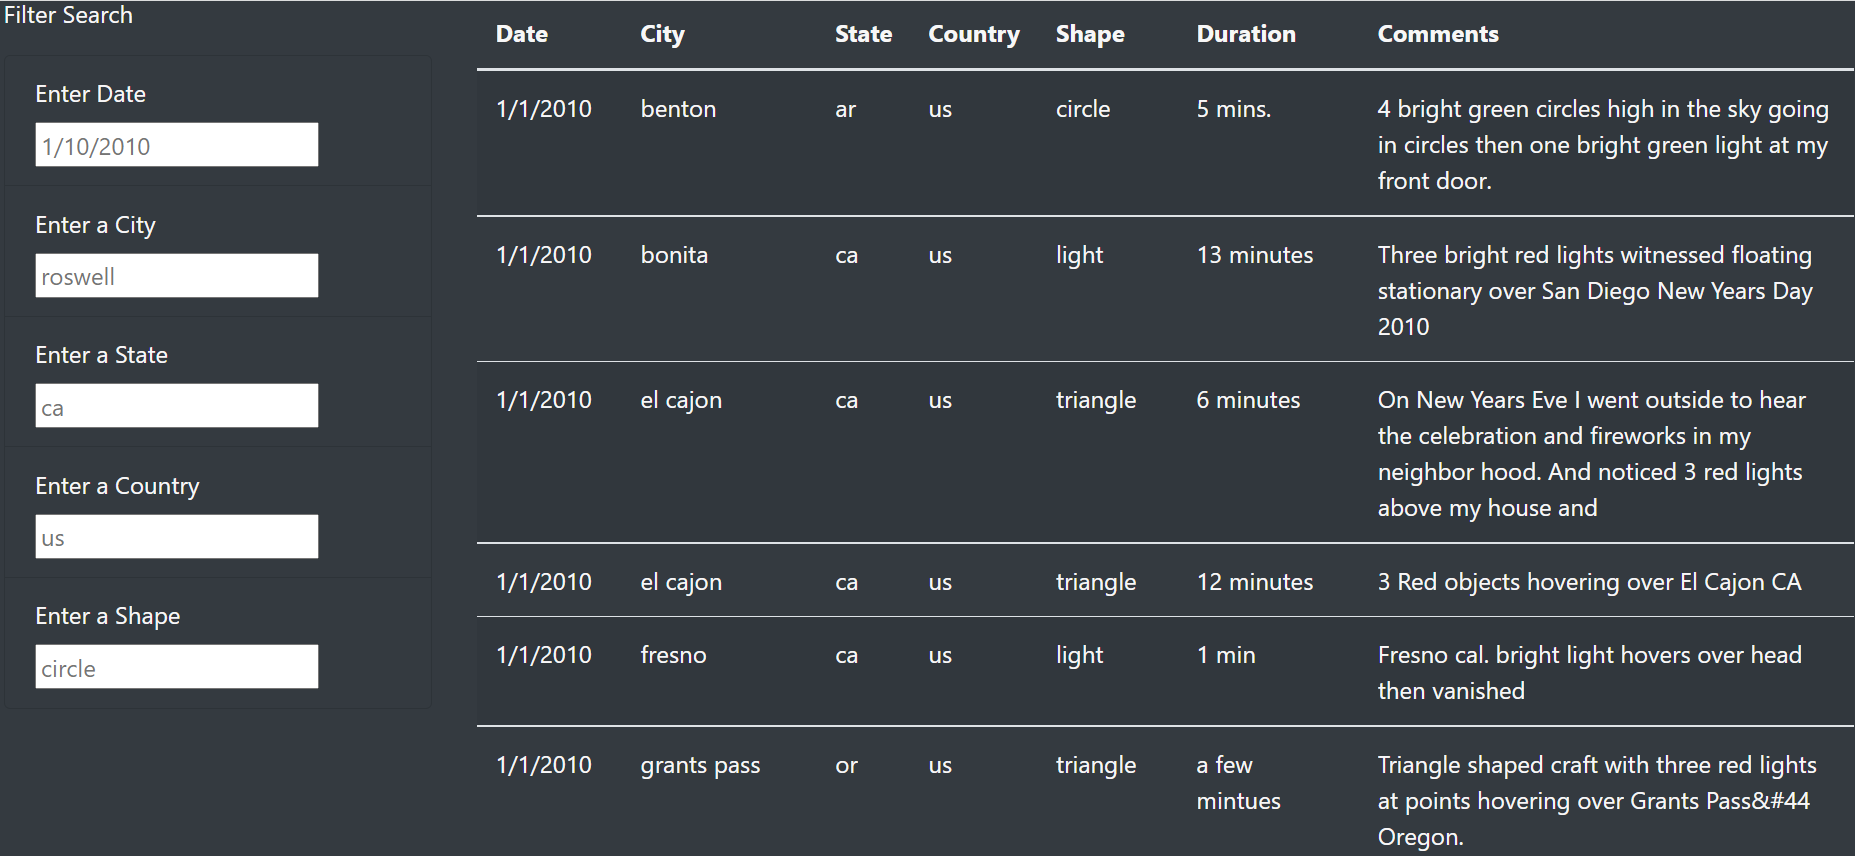 Filter Search
Enter Date
1/10/2010
Enter a City
roswell
Enter a State
ca
Enter a Country
us
Enter a Shape
circle
Date City State Country Shape Duration Comments
1/1/2010 benton ar us circle 5 mins. 4 bright green circles high in the sky going
in circles then one bright green light at my
front door.
1/1/2010 bonita ca us light 13 minutes Three bright red lights witnessed floating
stationary over San Diego New Years Day
2010
1/1/2010 el cajon ca us triangle 6 minutes On New Years Eve I went outside to hear
the celebration and fireworks in my
neighbor hood. And noticed 3 red lights
above my house and
1/1/2010 el cajon ca us triangle 12 minutes 3 Red objects hovering over El Cajon CA
1/1/2010 fresno ca us light 1 min Fresno cal. bright light hovers over head
then vanished
1/1/2010 grants pass or us triangle a few Triangle shaped craft with three red lights
mintues at points hovering over Grants Pass&#44
Oregon.